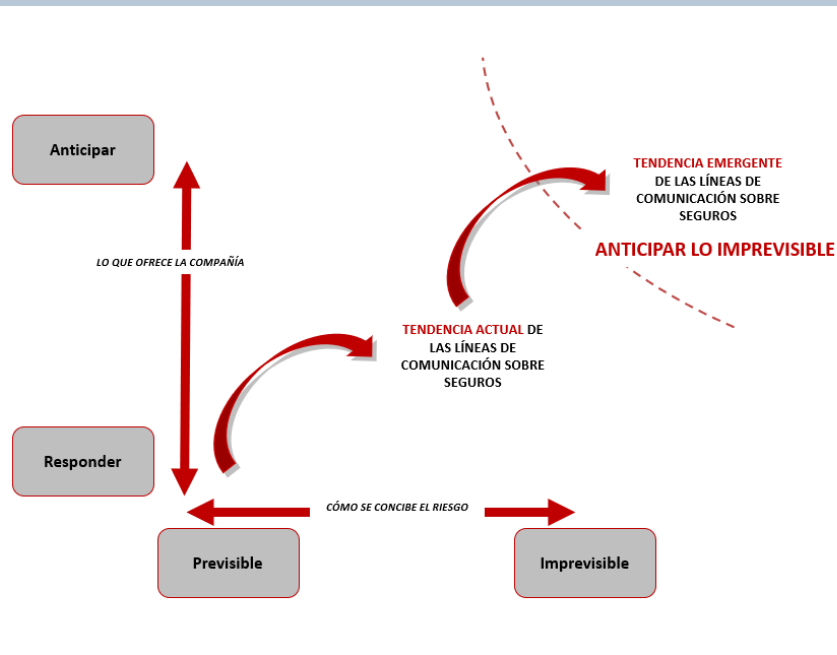 Anticipar
TENDENCIA EMERGENTE
DE LAS LÍNEAS DE
COMUNICACIÓN SOBRE
SEGUROS
ANTICIPAR LO IMPREVISIBLE
LO QUE OFRECE LA COMPAÑÍA
TENDENCIA ACTUAL DE
LAS LÍNEAS DE
COMUNICACIÓN SOBRE
SEGUROS
Responder
CÓMO SE CONCIBE EL RIESGO
Previsible
Imprevisible